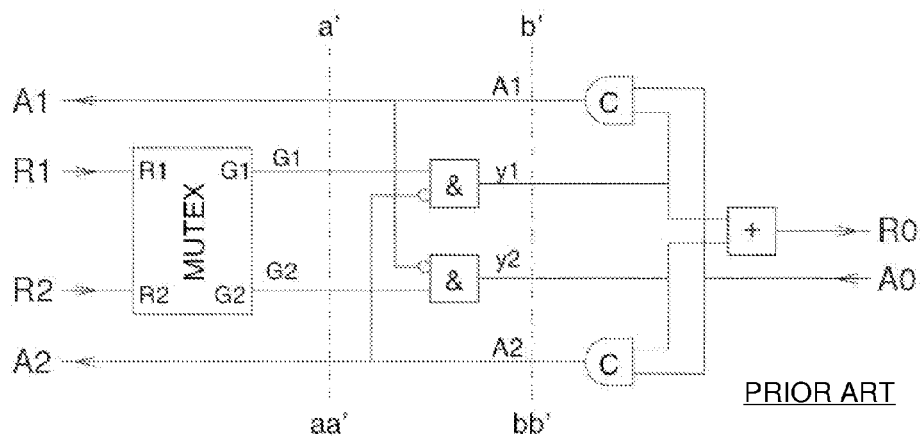 a' b'
A1 A1 C
R1 R1 G1 G1 & y1
MUTEX
+ R0
R2 R2 G2 G2 & y2 A0
A2 A2 C
PRIOR ART
aa' bb'